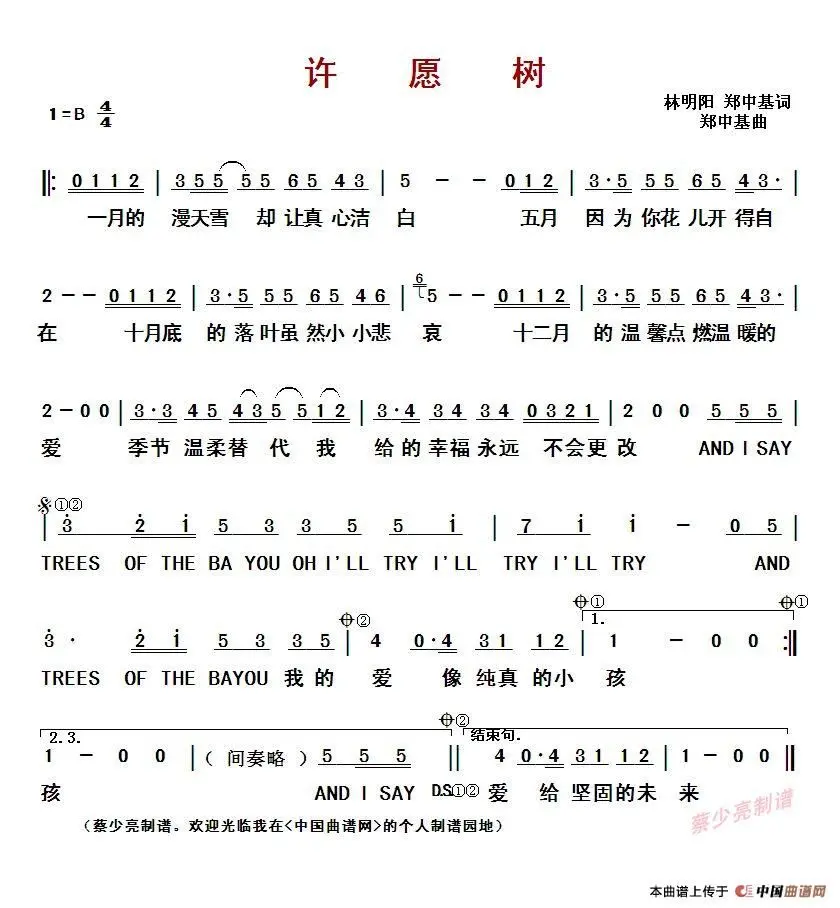 许 愿 树
1=B 4/4
林明阳 郑中基词
郑中基曲
0 1 1 2 | 3 5 5 5 5 6 5 4 3 | 5 - - 0 1 2 | 3·5 5 5 6 5 4 3· |
一月的 漫天雪 却 让真 心洁 白 五月 因 为 你花 儿开 得自
2 - - 0 1 1 2 | 3·5 5 5 6 5 4 6 | 6 5 - - 0 1 1 2 | 3·5 5 5 6 5 4 3· |
在 十月底 的 落 叶虽 然小 小悲 哀 十二月 的 温 馨点 燃温 暖的
2 - 0 0 | 3·3 4 5 4 3 5 5 1 2 | 3·4 3 4 3 4 0 3 2 1 | 2 0 0 5 5 5 |
爱 季节 温柔替 代 我 给 的 幸福 永远 不会更 改 AND I SAY
①②
| 3 2 1 5 3 3 5 5 1 | 7 1 1 - 0 5 |
TREES OF THE BA YOU OH I'LL TRY I'LL TRY I'LL TRY AND
② ① ①
1.
3· 2 1 5 3 3 5 | 4 0·4 3 1 1 2 | 1 - 0 0 :||
TREES OF THE BAYOU 我 的 爱 像 纯真 的小 孩
2.3. ② 结束句.
1 - 0 0 | （ 间奏略 ） 5 5 5 || 4 0·4 3 1 1 2 | 1 - 0 0 ||
孩 AND I SAY D.S.①② 爱 给 坚固的未 来
（蔡少亮制谱。欢迎光临我在<中国曲谱网>的个人制谱园地）
蔡少亮制谱
本曲谱上传于 → 中国曲谱网